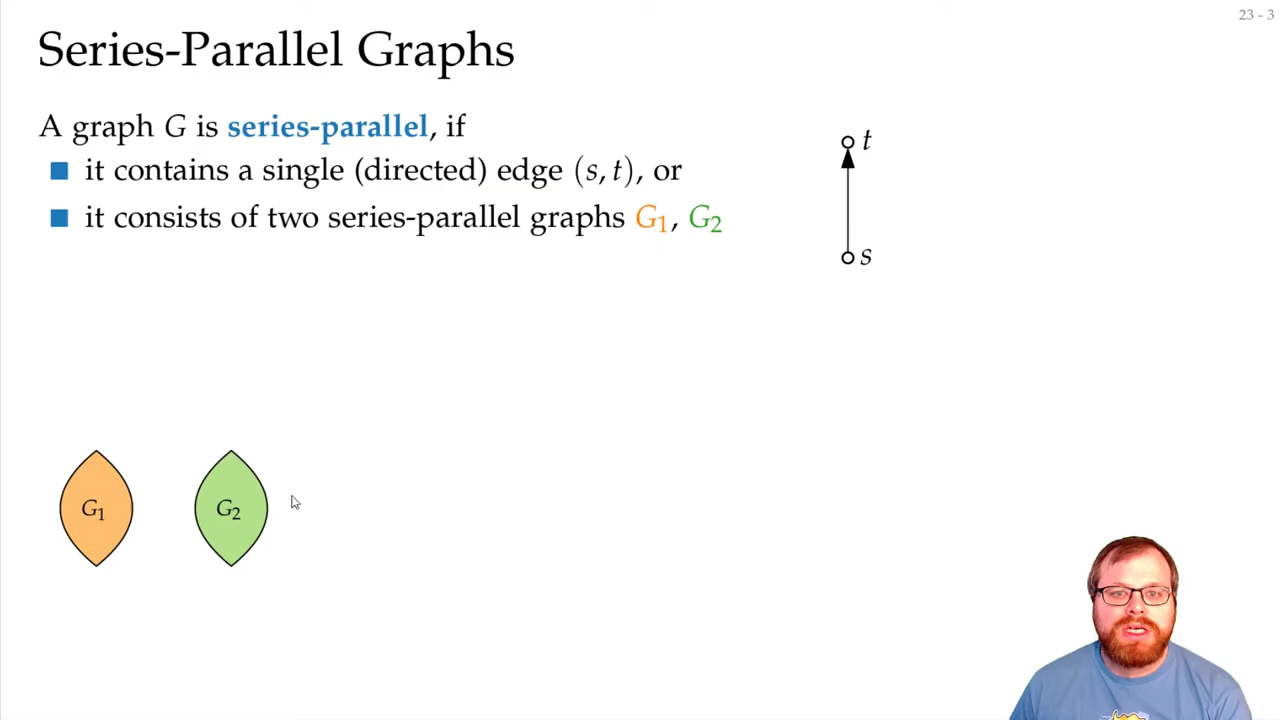 23 - 3
Series-Parallel Graphs
A graph G is series-parallel, if
it contains a single (directed) edge (s, t), or
it consists of two series-parallel graphs G₁, G₂
t
s
G₁
G₂